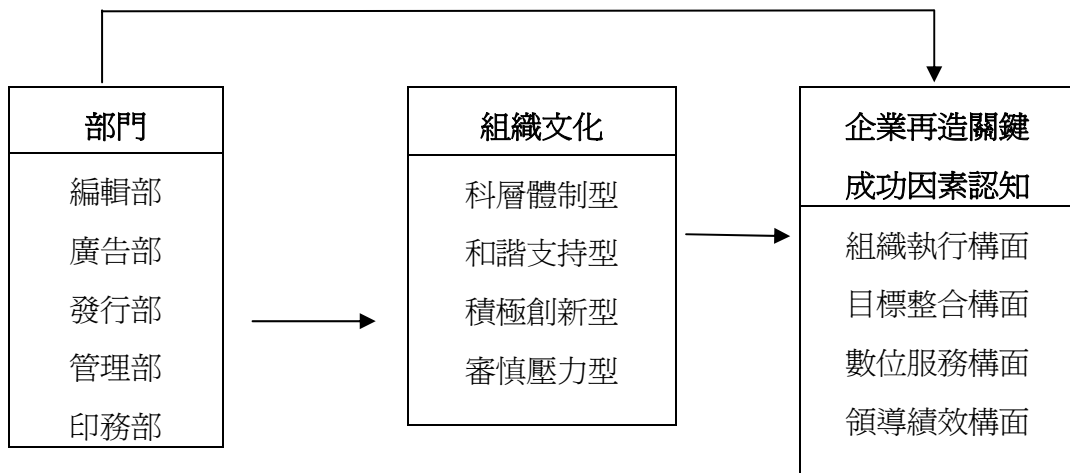 部門
編輯部
廣告部
發行部
管理部
印務部
組織文化
科層體制型
和諧支持型
積極創新型
審慎壓力型
企業再造關鍵
成功因素認知
組織執行構面
目標整合構面
數位服務構面
領導績效構面